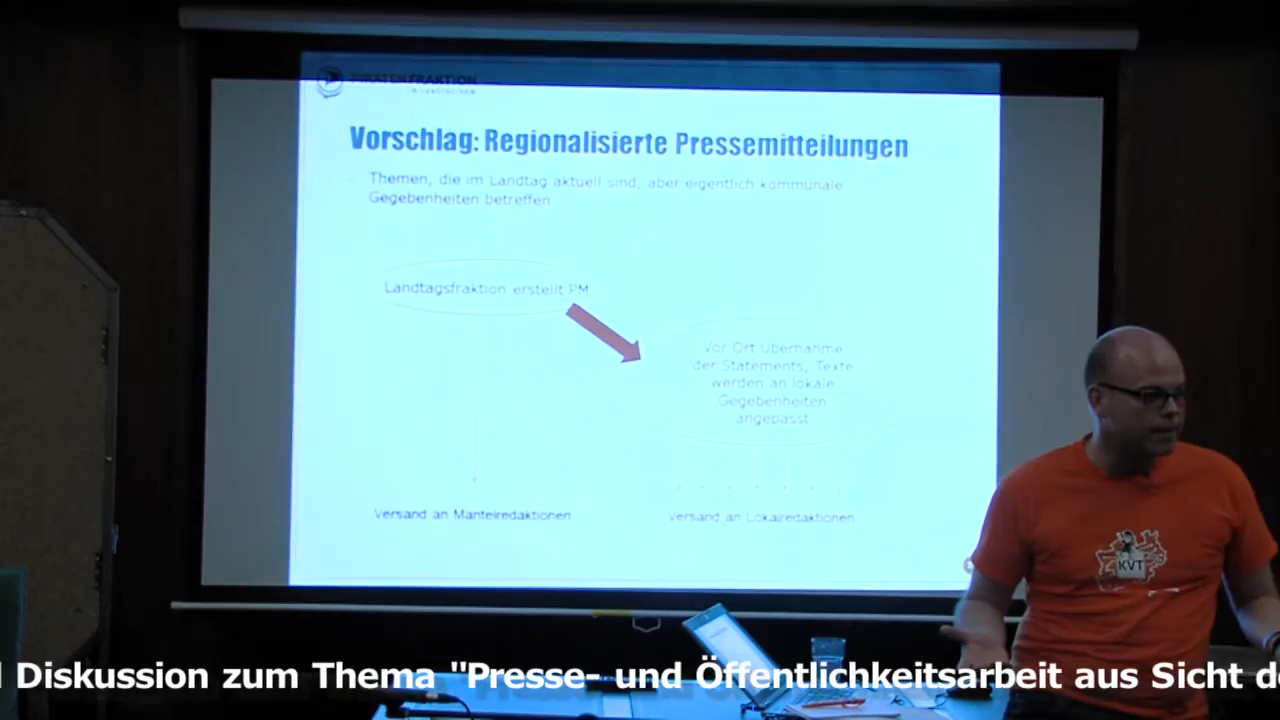 PIRATENFRAKTION
Vorschlag: Regionalisierte Pressemitteilungen
Themen, die im Landtag aktuell sind, aber eigentlich kommunale
Gegebenheiten betreffen
Landtagsfraktion erstellt PM
Vor Ort Übernahme
der Statements, Texte
werden an lokale
Gegebenheiten
angepasst
Versand an Mantelredaktionen
Versand an Lokalredaktionen
KVT
Diskussion zum Thema "Presse- und Öffentlichkeitsarbeit aus Sicht de